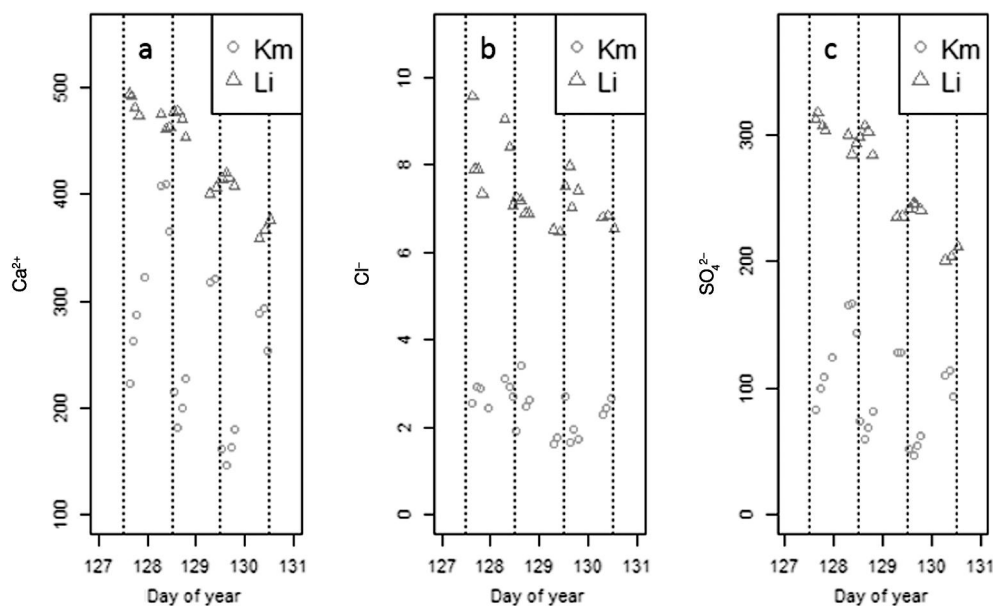 a
Km
Li
Ca²⁺
500
400
300
200
100
127 128 129 130 131
Day of year
b
Km
Li
Cl⁻
10
8
6
4
2
0
127 128 129 130 131
Day of year
c
Km
Li
SO₄²⁻
300
200
100
0
127 128 129 130 131
Day of year